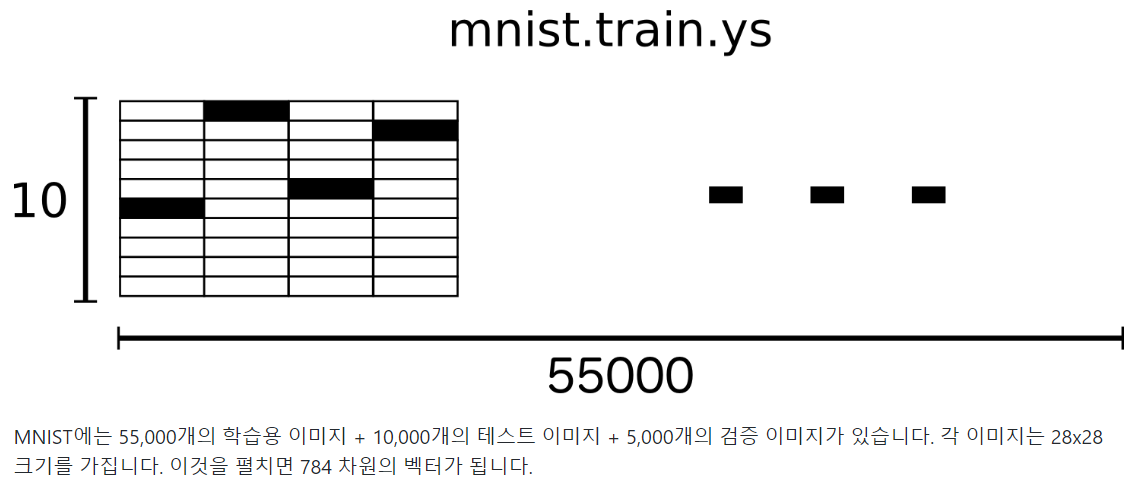 mnist.train.ys
10
55000
MNIST에는 55,000개의 학습용 이미지 + 10,000개의 테스트 이미지 + 5,000개의 검증 이미지가 있습니다. 각 이미지는 28x28
크기를 가집니다. 이것을 펼치면 784 차원의 벡터가 됩니다.